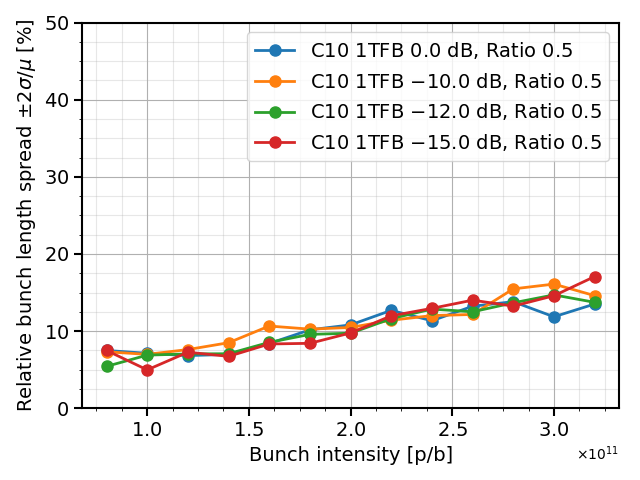 Relative bunch length spread ±2σ/μ [%]
50
40
30
20
10
0
C10 1TFB 0.0 dB, Ratio 0.5
C10 1TFB −10.0 dB, Ratio 0.5
C10 1TFB −12.0 dB, Ratio 0.5
C10 1TFB −15.0 dB, Ratio 0.5
1.0 1.5 2.0 2.5 3.0
Bunch intensity [p/b]
×10¹¹